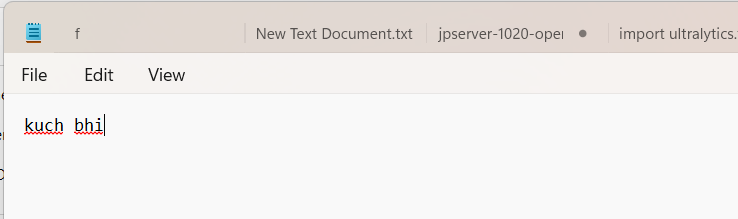 f New Text Document.txt jpserver-1020-oper import ultralytics.
File Edit View
kuch bhi